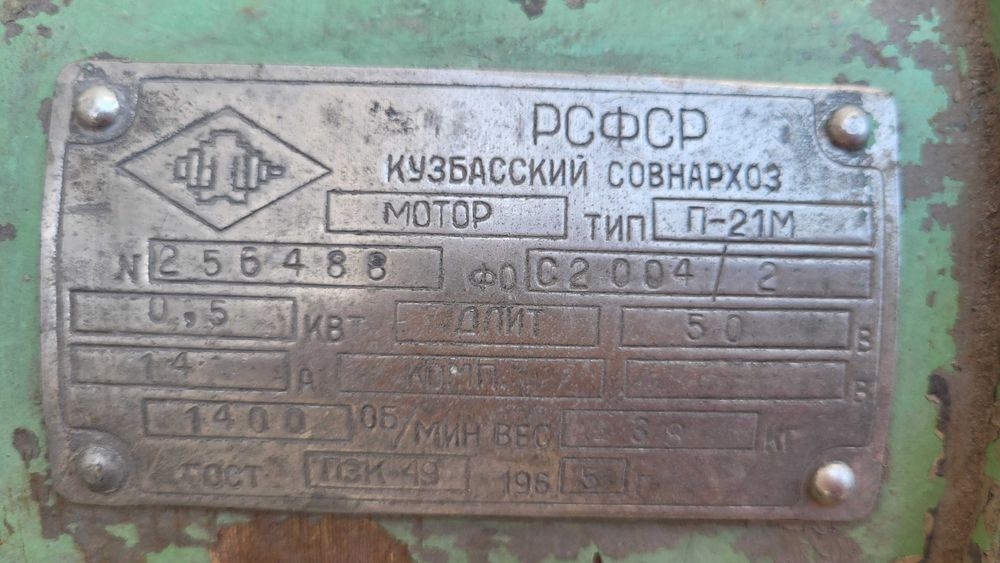 РСФСР
КУЗБАССКИЙ СОВНАРХОЗ
МОТОР ТИП П-21М
N 256488 ФО С2004/2
0,5 КВТ ДЛИТ 50 В
14 А КОМП. В
1400 ОБ/МИН ВЕС 38 КГ
ГОСТ ПЗК-49 1965 Г